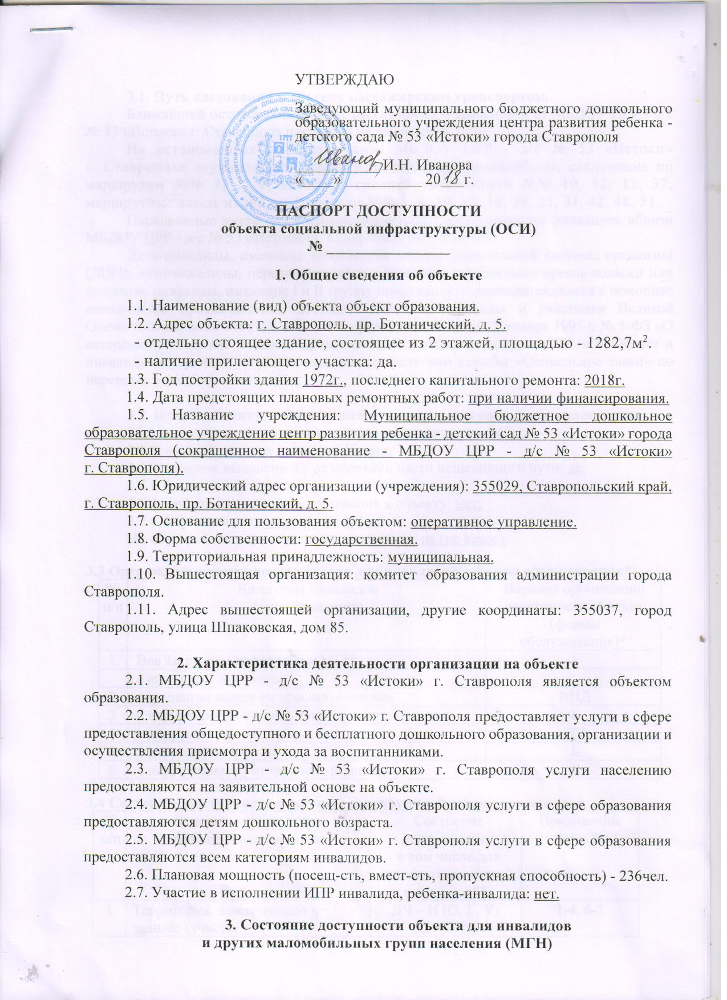 УТВЕРЖДАЮ
Заведующий муниципального бюджетного дошкольного
образовательного учреждения центра развития ребенка -
детского сада № 53 «Истоки» города Ставрополя
И.Н. Иванова
«____» ____________ 2018 г.
ПАСПОРТ ДОСТУПНОСТИ
объекта социальной инфраструктуры (ОСИ)
№ ________________
1. Общие сведения об объекте
1.1. Наименование (вид) объекта объект образования.
1.2. Адрес объекта: г. Ставрополь, пр. Ботанический, д. 5.
- отдельно стоящее здание, состоящее из 2 этажей, площадью - 1282,7м².
- наличие прилегающего участка: да.
1.3. Год постройки здания 1972г., последнего капитального ремонта: 2018г.
1.4. Дата предстоящих плановых ремонтных работ: при наличии финансирования.
1.5. Название учреждения: Муниципальное бюджетное дошкольное
образовательное учреждение центр развития ребенка - детский сад № 53 «Истоки» города
Ставрополя (сокращенное наименование - МБДОУ ЦРР - д/с № 53 «Истоки»
г. Ставрополя).
1.6. Юридический адрес организации (учреждения): 355029, Ставропольский край,
г. Ставрополь, пр. Ботанический, д. 5.
1.7. Основание для пользования объектом: оперативное управление.
1.8. Форма собственности: государственная.
1.9. Территориальная принадлежность: муниципальная.
1.10. Вышестоящая организация: комитет образования администрации города
Ставрополя.
1.11. Адрес вышестоящей организации, другие координаты: 355037, город
Ставрополь, улица Шпаковская, дом 85.
2. Характеристика деятельности организации на объекте
2.1. МБДОУ ЦРР - д/с № 53 «Истоки» г. Ставрополя является объектом
образования.
2.2. МБДОУ ЦРР - д/с № 53 «Истоки» г. Ставрополя предоставляет услуги в сфере
предоставления общедоступного и бесплатного дошкольного образования, организации и
осуществления присмотра и ухода за воспитанниками.
2.3. МБДОУ ЦРР - д/с № 53 «Истоки» г. Ставрополя услуги населению
предоставляются на заявительной основе на объекте.
2.4. МБДОУ ЦРР - д/с № 53 «Истоки» г. Ставрополя услуги в сфере образования
предоставляются детям дошкольного возраста.
2.5. МБДОУ ЦРР - д/с № 53 «Истоки» г. Ставрополя услуги в сфере образования
предоставляются всем категориям инвалидов.
2.6. Плановая мощность (посещ-сть, вмест-сть, пропускная способность) - 236чел.
2.7. Участие в исполнении ИПР инвалида, ребенка-инвалида: нет.
3. Состояние доступности объекта для инвалидов
и других маломобильных групп населения (МГН)